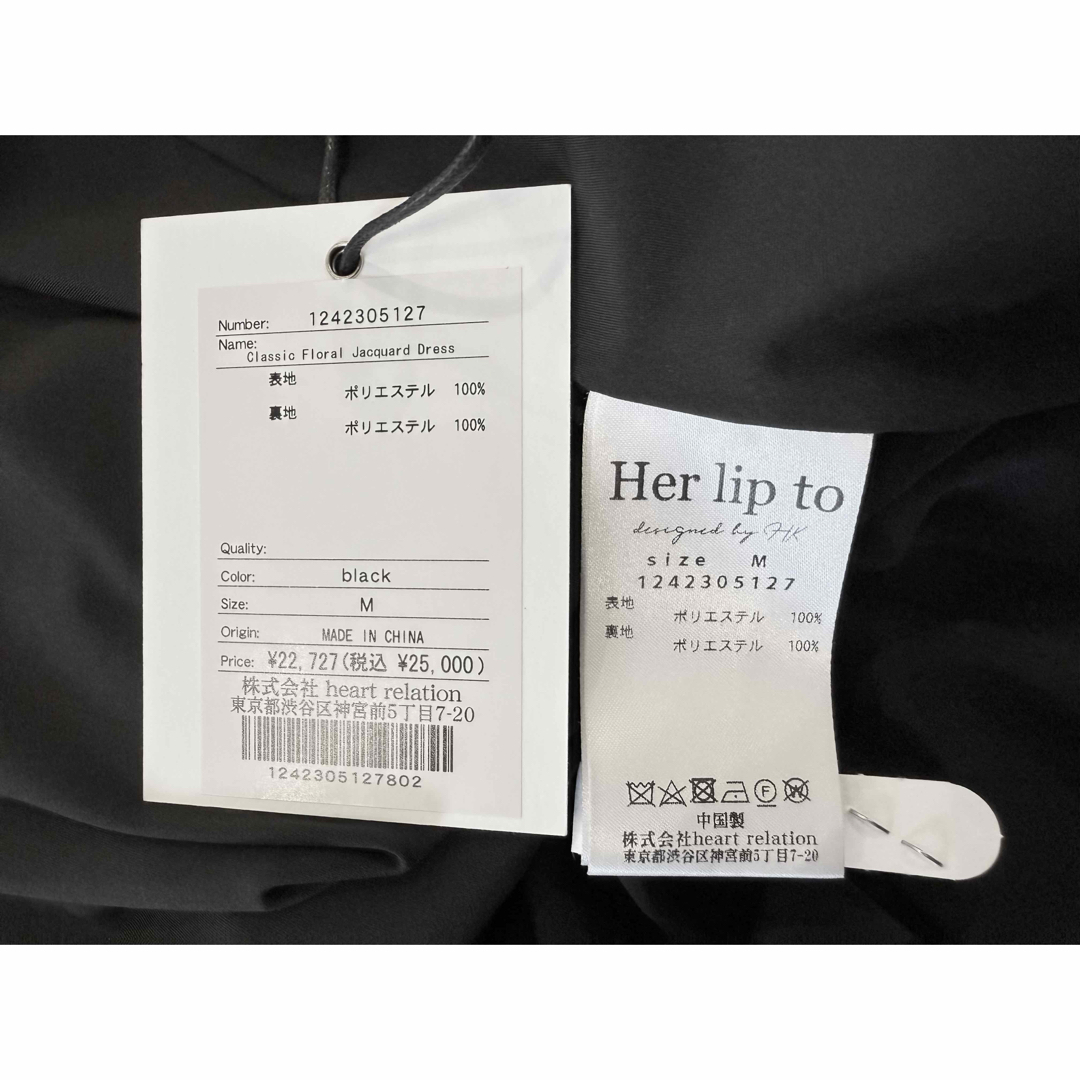 Number: 1242305127
Name:
Classic Floral Jacquard Dress
表地
ポリエステル 100%
裏地
ポリエステル 100%
Quality:
Color: black
Size: M
Origin: MADE IN CHINA
Price: ¥22,727(税込 ¥25,000)
株式会社 heart relation
東京都渋谷区神宮前5丁目7-20
1242305127802
Her lip to
designed by HK
size M
1242305127
表地
ポリエステル 100%
裏地
ポリエステル 100%
F W
中国製
株式会社heart relation
東京都渋谷区神宮前5丁目7-20